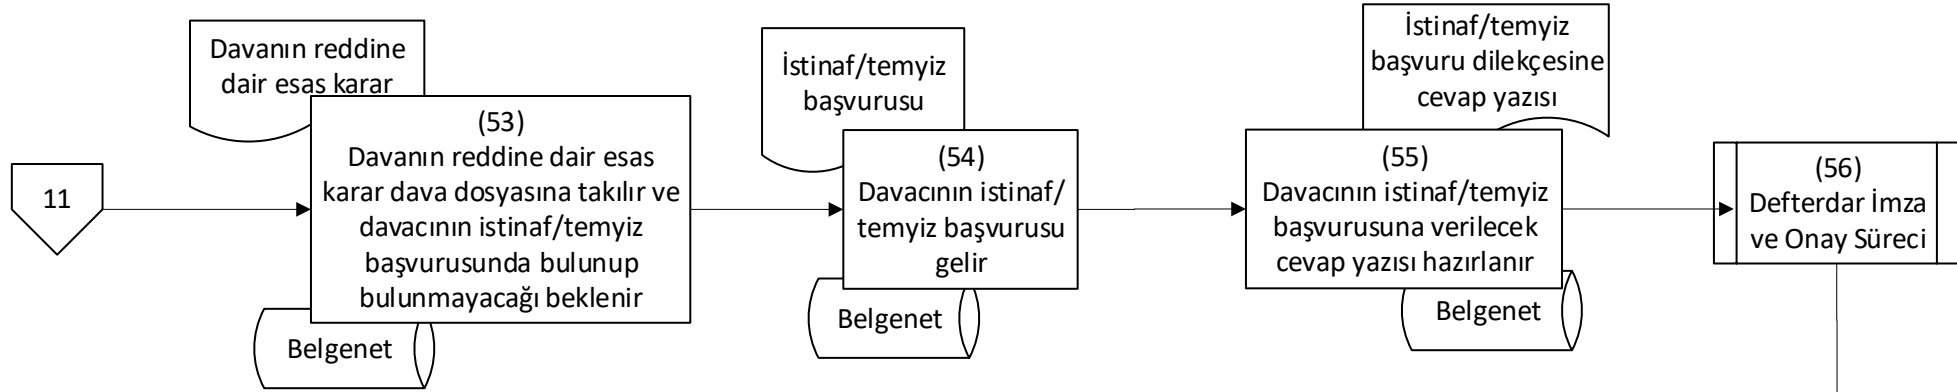 11
Davanın reddine
dair esas karar
(53)
Davanın reddine dair esas
karar dava dosyasına takılır ve
davacının istinaf/temyiz
başvurusunda bulunup
bulunmayacağı beklenir
Belgenet
İstinaf/temyiz
başvurusu
(54)
Davacının istinaf/
temyiz başvurusu
gelir
Belgenet
İstinaf/temyiz
başvuru dilekçesine
cevap yazısı
(55)
Davacının istinaf/temyiz
başvurusuna verilecek
cevap yazısı hazırlanır
Belgenet
(56)
Defterdar İmza
ve Onay Süreci